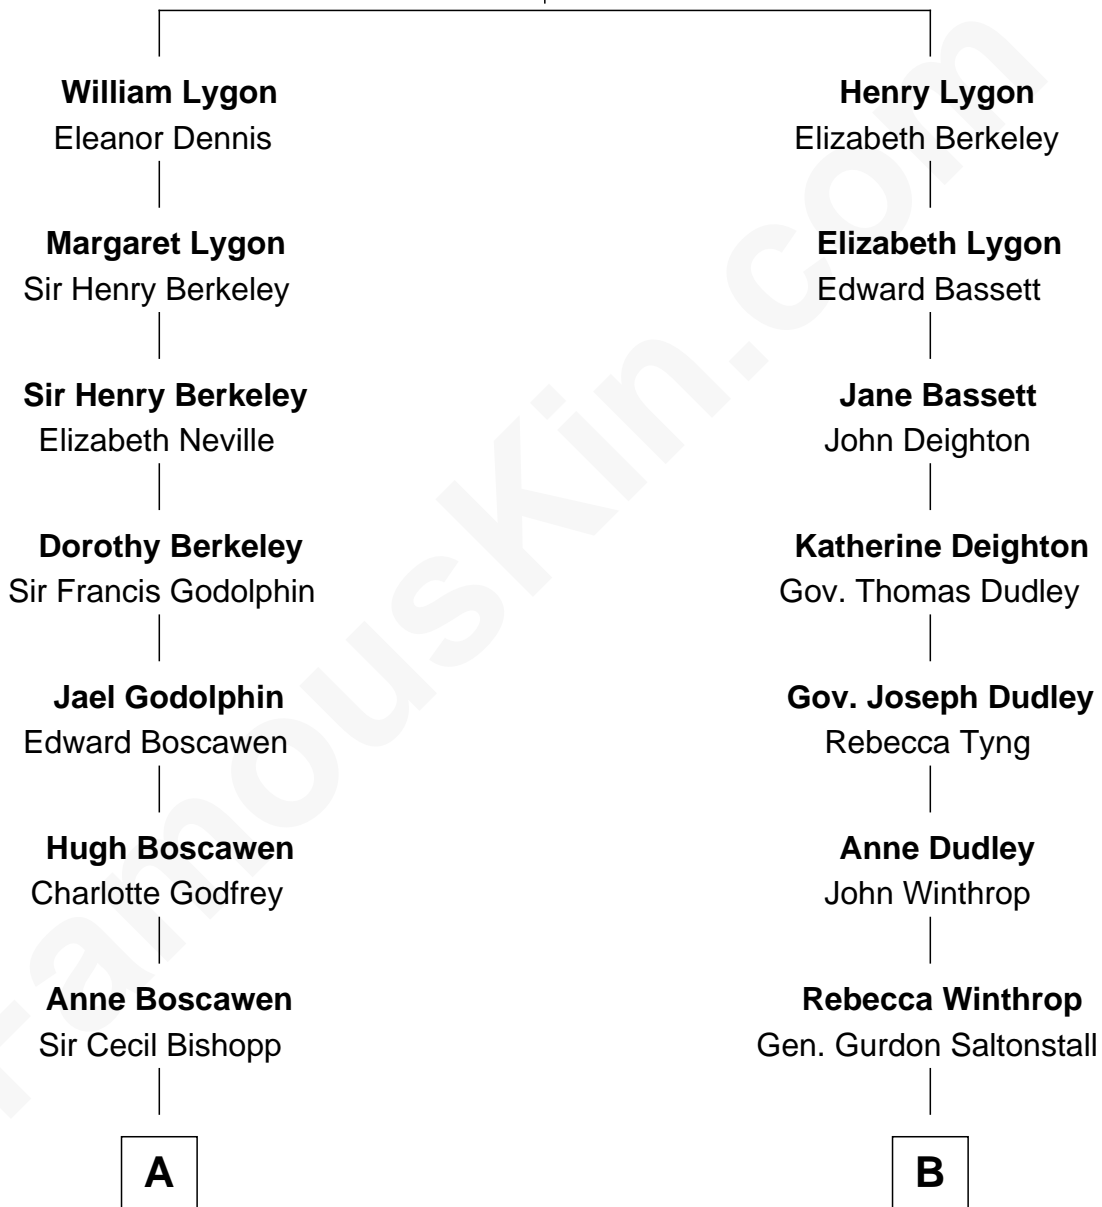 William Lygon
Eleanor Dennis
Margaret Lygon
Sir Henry Berkeley
Sir Henry Berkeley
Elizabeth Neville
Dorothy Berkeley
Sir Francis Godolphin
Jael Godolphin
Edward Boscawen
Hugh Boscawen
Charlotte Godfrey
Anne Boscawen
Sir Cecil Bishopp
A
Henry Lygon
Elizabeth Berkeley
Elizabeth Lygon
Edward Bassett
Jane Bassett
John Deighton
Katherine Deighton
Gov. Thomas Dudley
Gov. Joseph Dudley
Rebecca Tyng
Anne Dudley
John Winthrop
Rebecca Winthrop
Gen. Gurdon Saltonstall
B
FamousKin.com